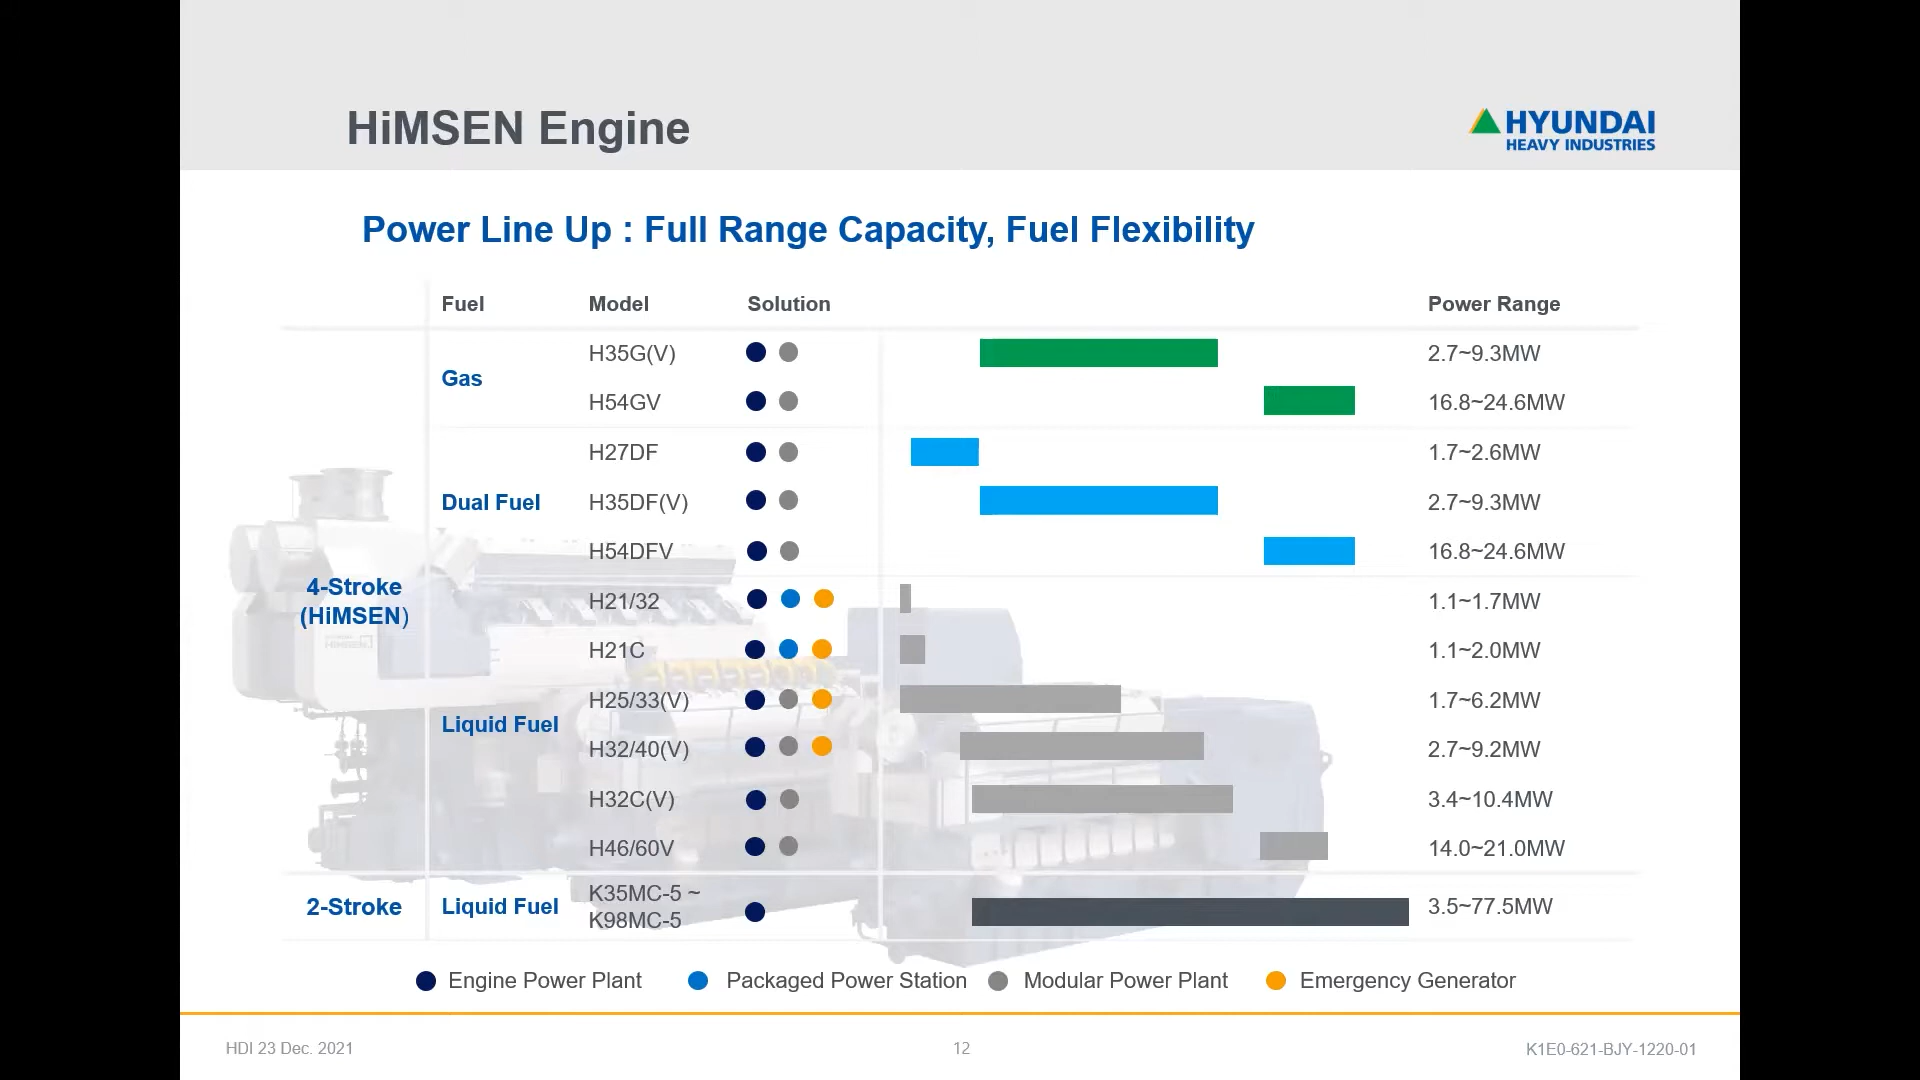 HiMSEN Engine
HYUNDAI
HEAVY INDUSTRIES
Power Line Up : Full Range Capacity, Fuel Flexibility
Fuel Model Solution Power Range
4-Stroke
(HiMSEN)
Gas
H35G(V) 2.7~9.3MW
H54GV 16.8~24.6MW
Dual Fuel
H27DF 1.7~2.6MW
H35DF(V) 2.7~9.3MW
H54DFV 16.8~24.6MW
Liquid Fuel
H21/32 1.1~1.7MW
H21C 1.1~2.0MW
H25/33(V) 1.7~6.2MW
H32/40(V) 2.7~9.2MW
H32C(V) 3.4~10.4MW
H46/60V 14.0~21.0MW
2-Stroke Liquid Fuel
K35MC-5 ~
K98MC-5
3.5~77.5MW
Engine Power Plant Packaged Power Station Modular Power Plant Emergency Generator
HDI 23 Dec. 2021 12 K1E0-621-BJY-1220-01
HiMSEN